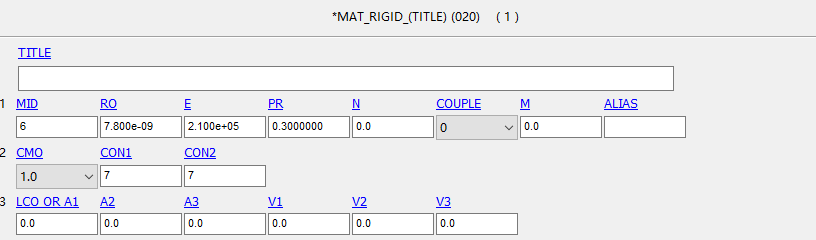 *MAT_RIGID_(TITLE) (020) ( 1 )
TITLE
1 MID RO E PR N COUPLE M ALIAS
6 7.800e-09 2.100e+05 0.3000000 0.0 0 0.0
2 CMO CON1 CON2
1.0 7 7
3 LCO OR A1 A2 A3 V1 V2 V3
0.0 0.0 0.0 0.0 0.0 0.0